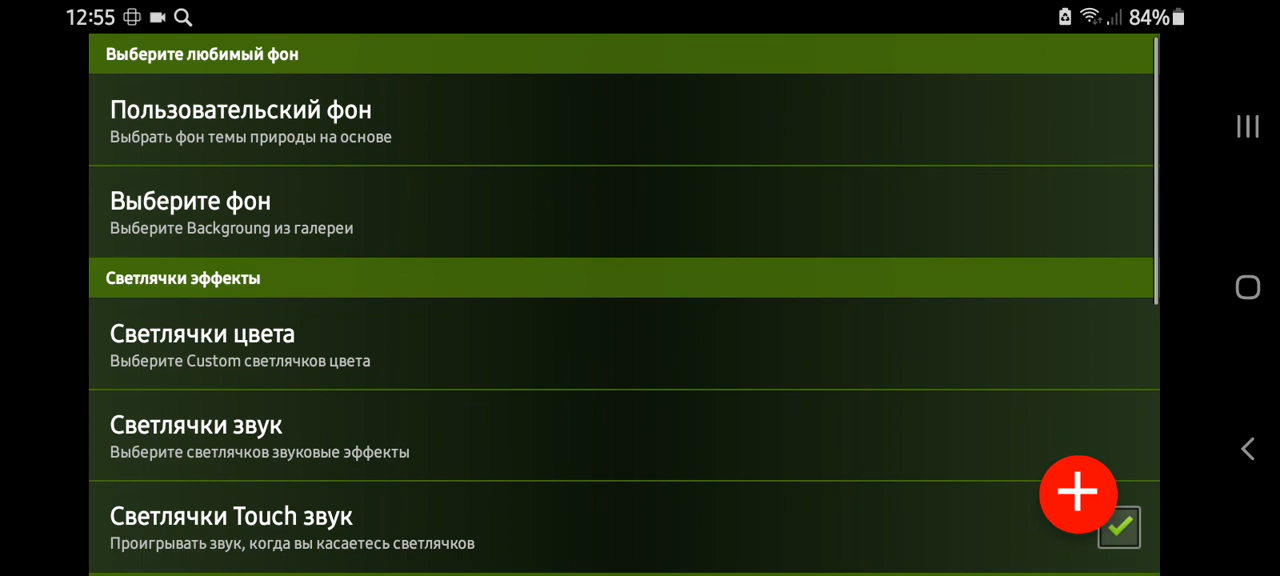 12:55 84%
Выберите любимый фон
Пользовательский фон
Выбрать фон темы природы на основе
Выберите фон
Выберите Backgroung из галереи
Светлячки эффекты
Светлячки цвета
Выберите Custom светлячков цвета
Светлячки звук
Выберите светлячков звуковые эффекты
Светлячки Touch звук
Проигрывать звук, когда вы касаетесь светлячков